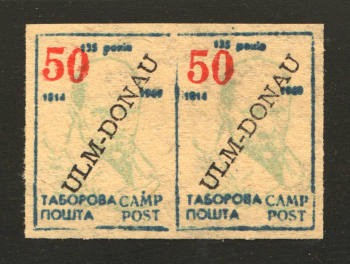 135 років
50
1814
ULM-DONAU
ТАБОРОВА CAMP
ПОШТА POST
135 років
50
1814 1949
ULM-DONAU
ТАБОРОВА CAMP
ПОШТА POST